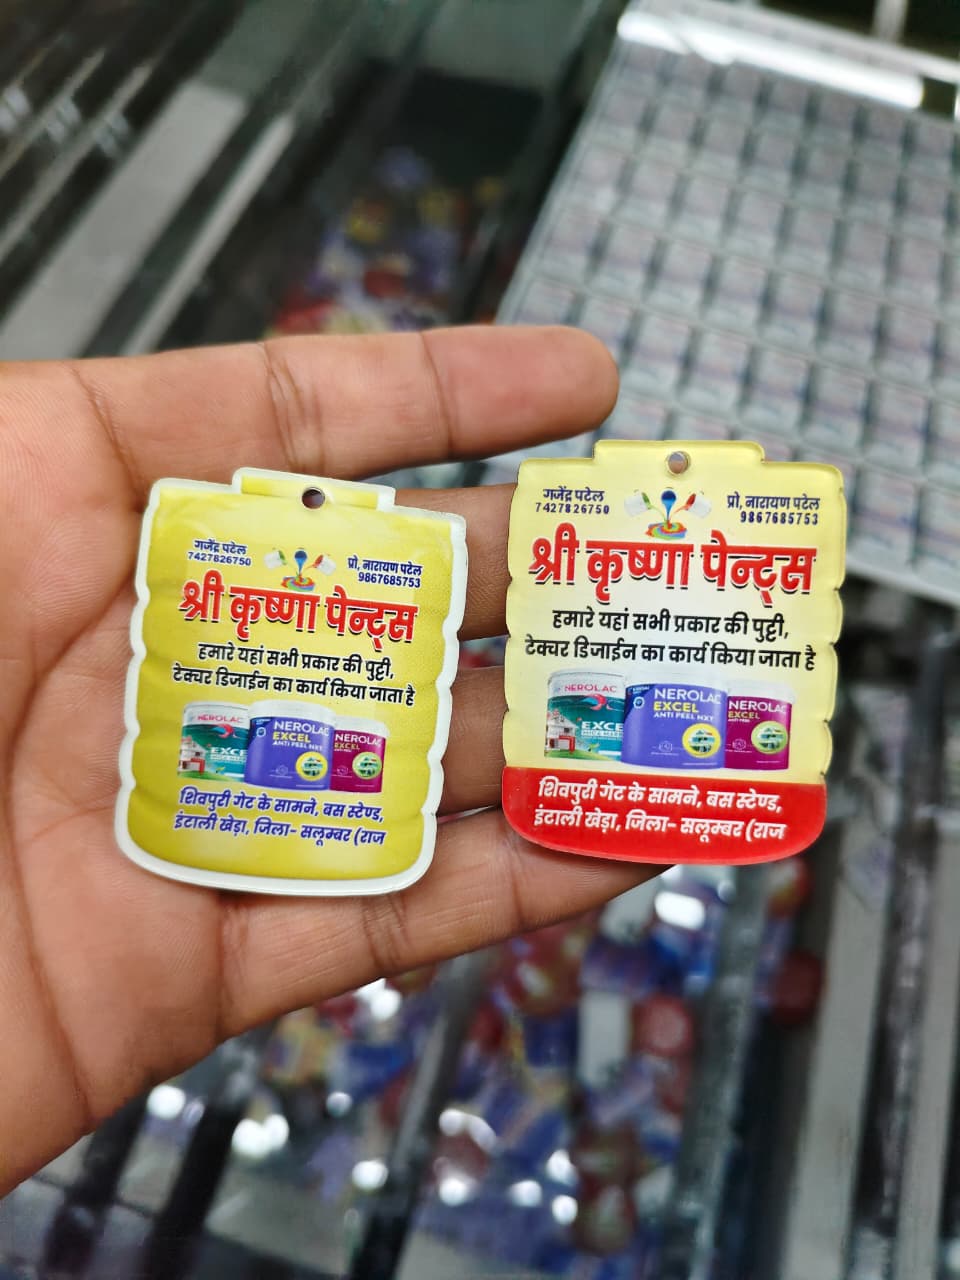 गजेंद्र पटेल
7427826750
प्रो, नारायण पटेल
9867685753
श्री कृष्णा पेन्ट्स
हमारे यहां सभी प्रकार की पुट्टी,
टेक्चर डिजाईन का कार्य किया जाता है
NEROLAC
EXCE
NEROLAC
EXCEL
ANTI PEEL NXT
NEROLAC
EXCEL
शिवपुरी गेट के सामने, बस स्टेण्ड,
इंटाली खेड़ा, जिला- सलूम्बर (राज
गजेंद्र पटेल
7427826750
प्रो, नारायण पटेल
9867685753
श्री कृष्णा पेन्ट्स
हमारे यहां सभी प्रकार की पुट्टी,
टेक्चर डिजाईन का कार्य किया जाता है
NEROLAC
EXCE
NEROLAC
EXCEL
ANTI PEEL NXT
NEROLAC
EXCEL
शिवपुरी गेट के सामने, बस स्टेण्ड,
इंटाली खेड़ा, जिला- सलूम्बर (राज